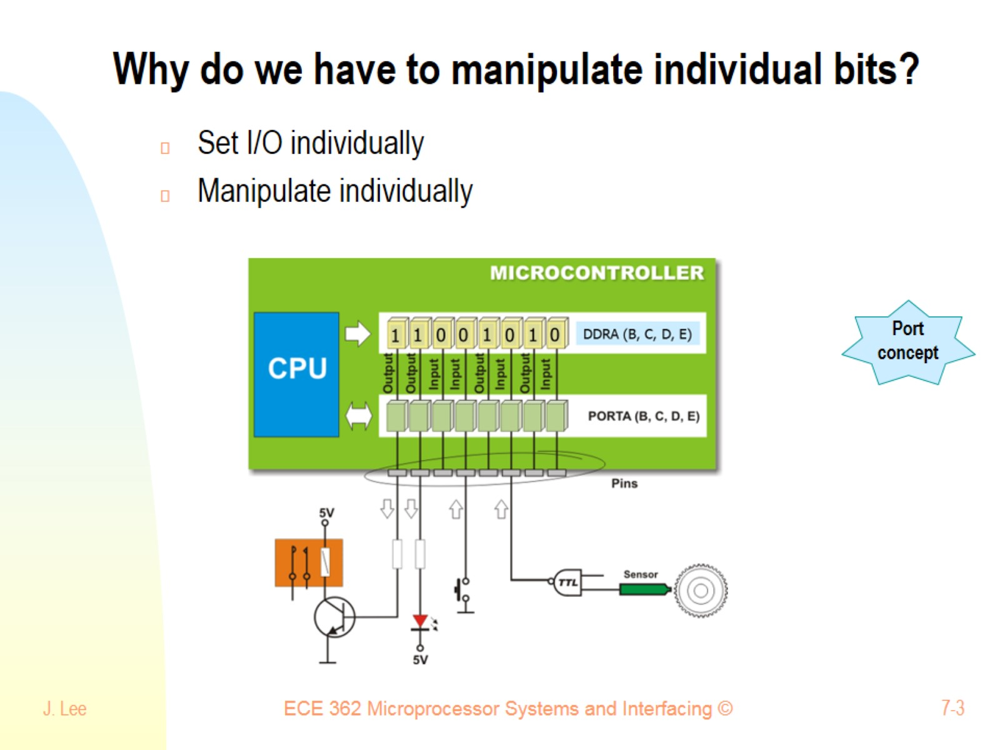 Why do we have to manipulate individual bits?
Set I/O individually
Manipulate individually
MICROCONTROLLER
CPU
1 1 0 0 1 0 1 0
DDRA (B, C, D, E)
Output
Output
Input
Input
Output
Input
Output
Input
PORTA (B, C, D, E)
Pins
Port
concept
5V
5V
TTL
Sensor
J. Lee
ECE 362 Microprocessor Systems and Interfacing ©
7-3